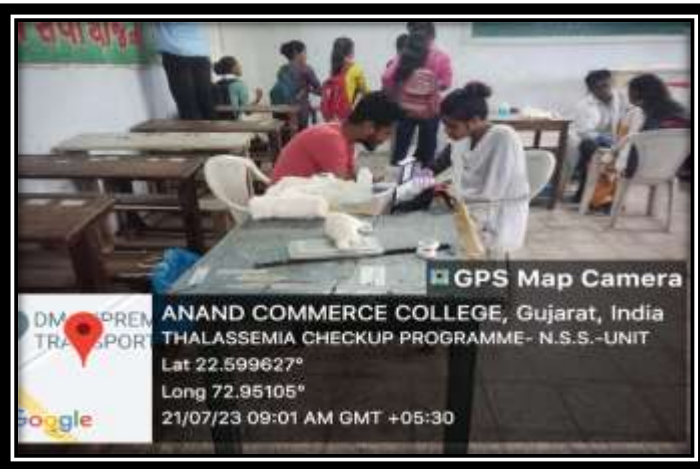 GPS Map Camera
ANAND COMMERCE COLLEGE, Gujarat, India
THALASSEMIA CHECKUP PROGRAMME- N.S.S.-UNIT
Lat 22.599627°
Long 72.95105°
21/07/23 09:01 AM GMT +05:30
Google